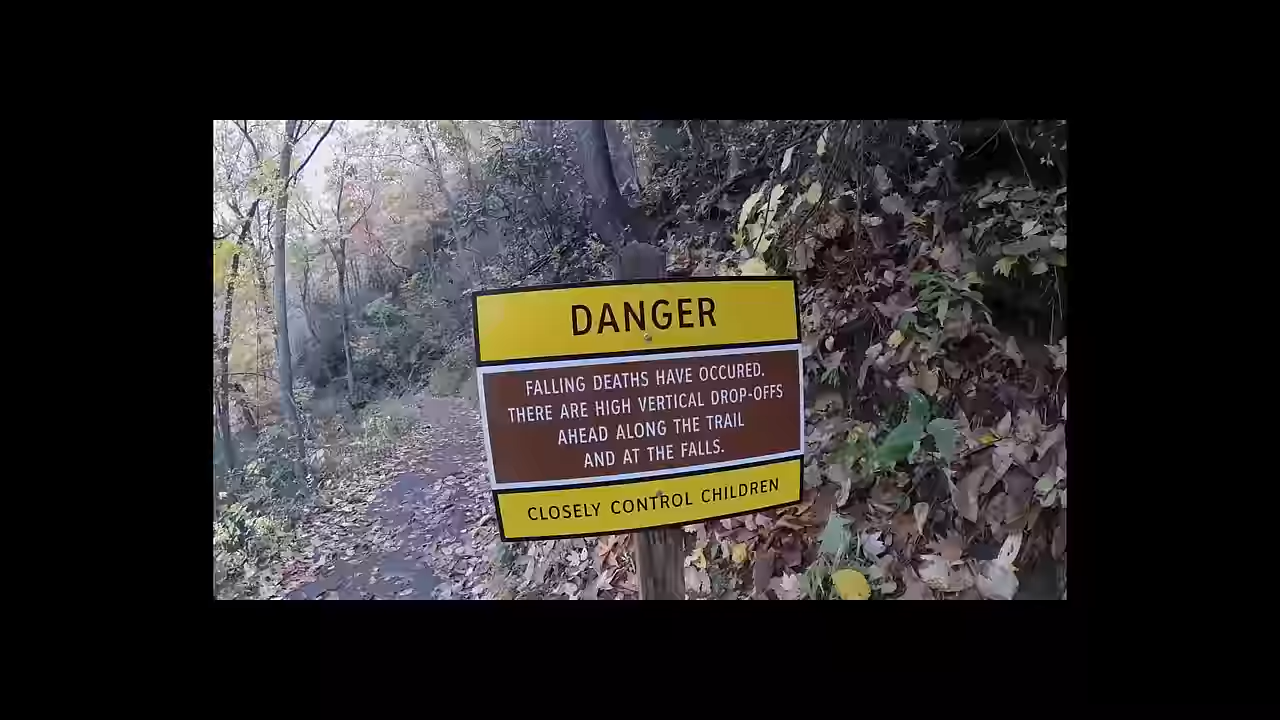 DANGER
FALLING DEATHS HAVE OCCURED.
THERE ARE HIGH VERTICAL DROP-OFFS
AHEAD ALONG THE TRAIL
AND AT THE FALLS.
CLOSELY CONTROL CHILDREN